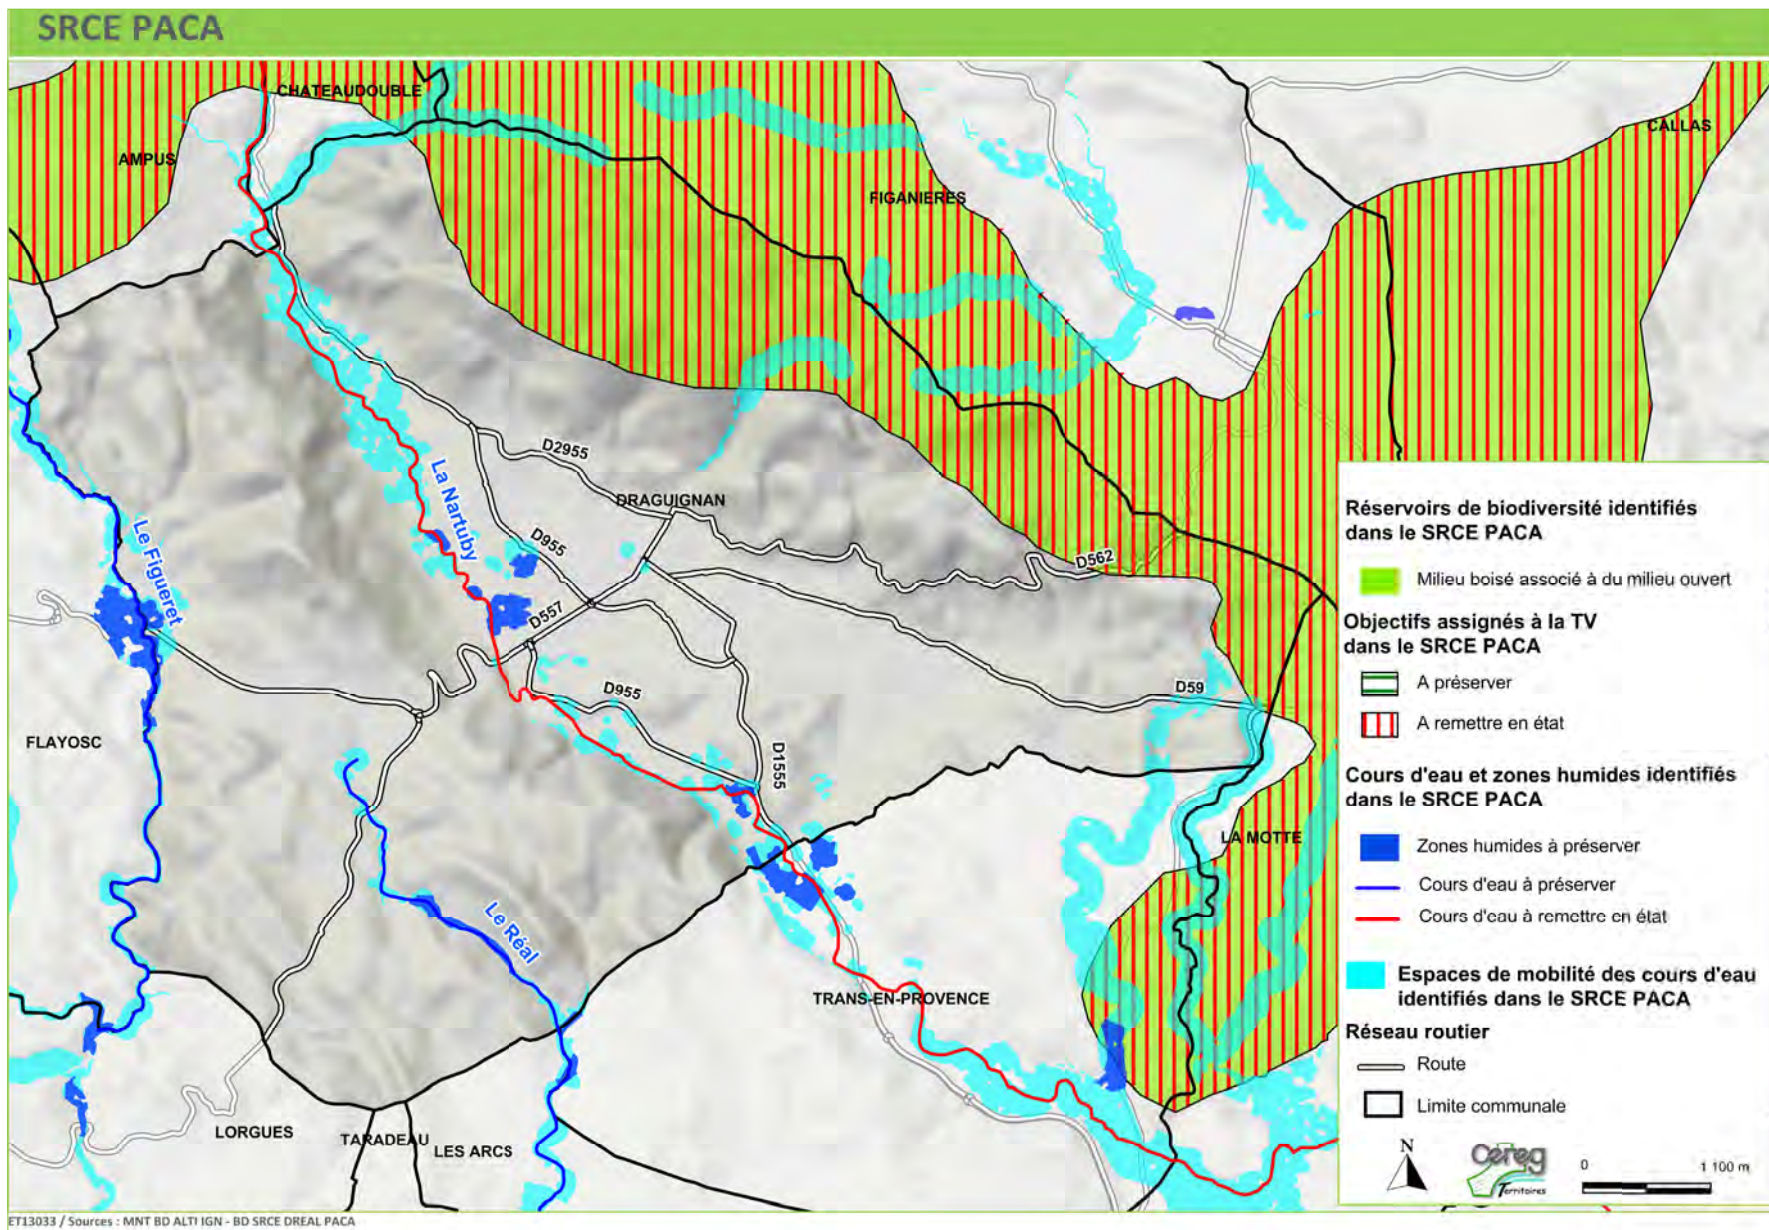 SRCE PACA
CHATEAUDOUBLE
AMPUS
CALLAS
FIGANIERES
D2955
La Nartuby
DRAGUIGNAN
Le Figueret
D955
D562
D557
D955
D59
FLAYOSC
D1555
LA MOTTE
Le Réal
TRANS-EN-PROVENCE
LORGUES
TARADEAU
LES ARCS
Réservoirs de biodiversité identifiés
dans le SRCE PACA
Milieu boisé associé à du milieu ouvert
Objectifs assignés à la TV
dans le SRCE PACA
A préserver
A remettre en état
Cours d'eau et zones humides identifiés
dans le SRCE PACA
Zones humides à préserver
Cours d'eau à préserver
Cours d'eau à remettre en état
Espaces de mobilité des cours d'eau
identifiés dans le SRCE PACA
Réseau routier
Route
Limite communale
N
Cereg
Territoires
0 1 100 m
ET13033 / Sources : MNT BD ALTI IGN - BD SRCE DREAL PACA